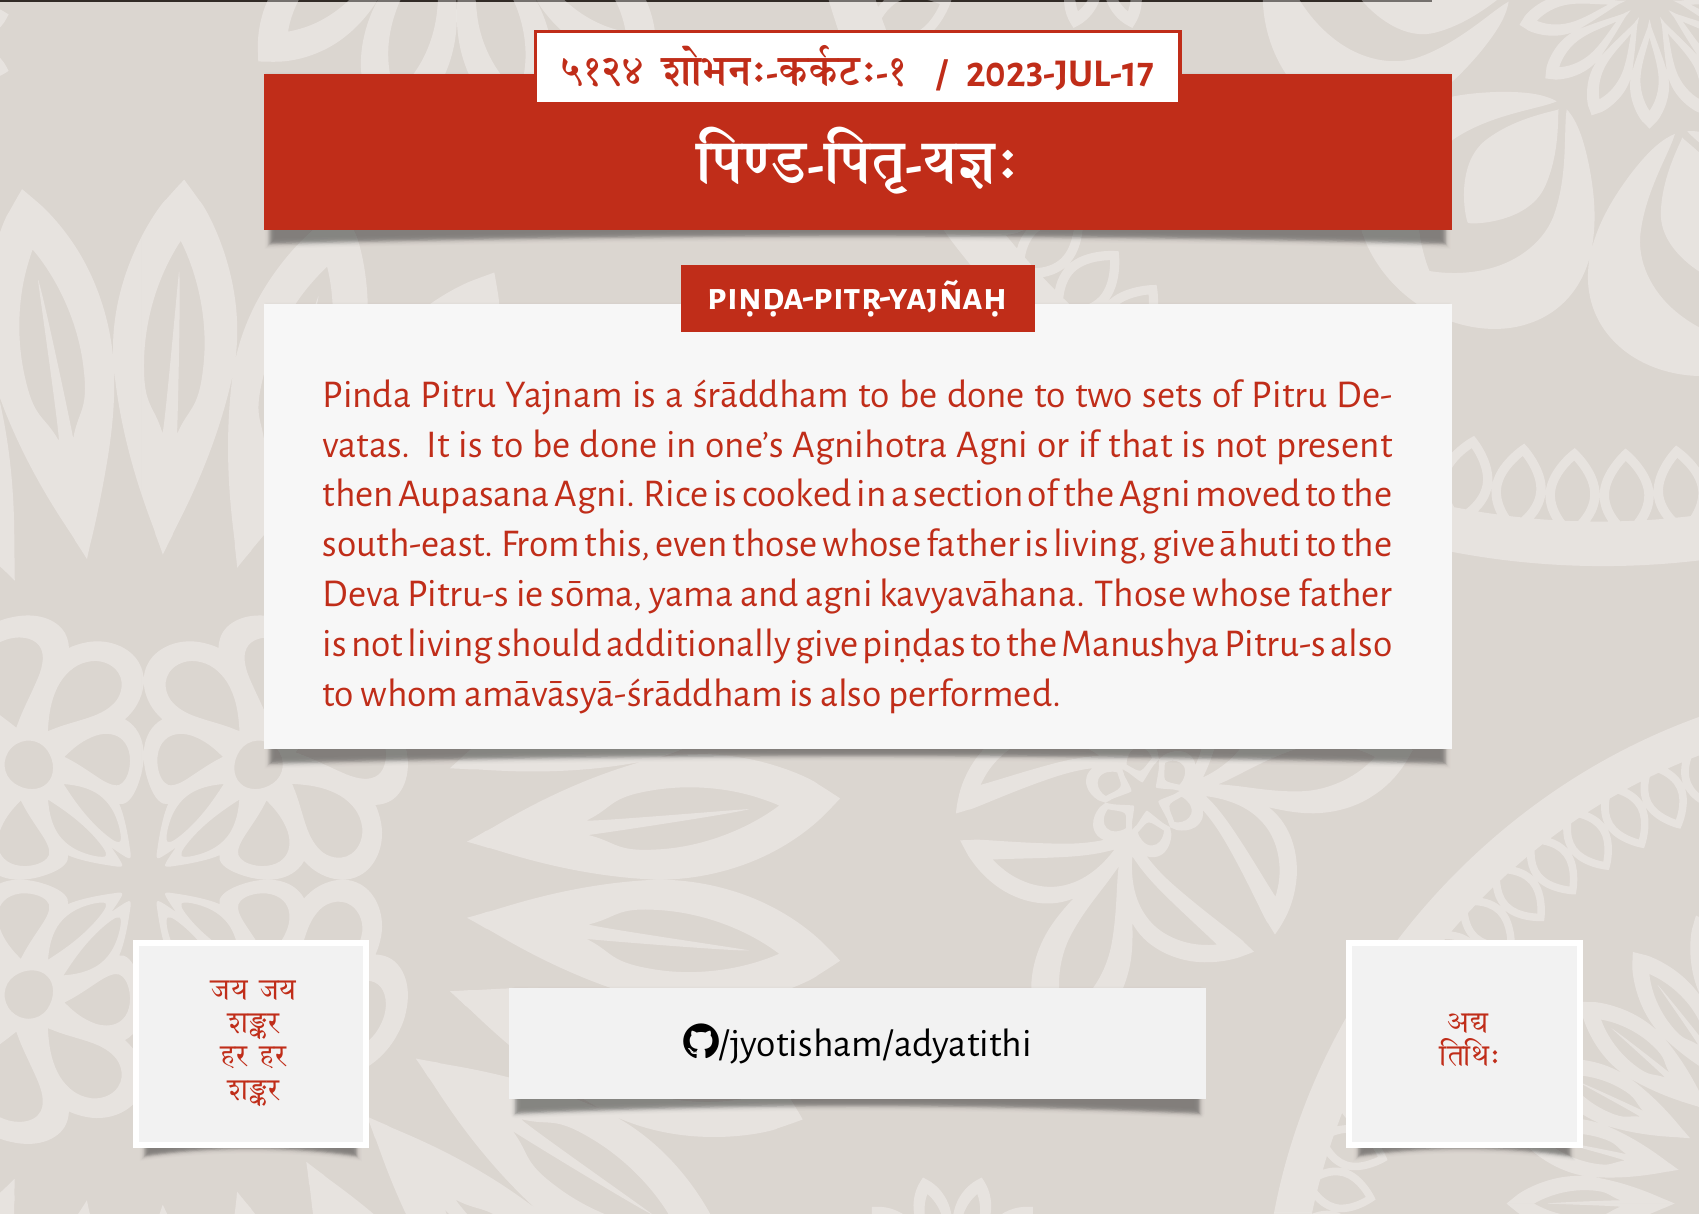 ५१२४ शोभनः-कर्कटः-१ / 2023-JUL-17
पिण्ड-पितृ-यज्ञः
PIṆḌA-PITṚ-YAJÑAḤ
Pinda Pitru Yajnam is a śrāddham to be done to two sets of Pitru De-
vatas. It is to be done in one’s Agnihotra Agni or if that is not present
then Aupasana Agni. Rice is cooked in a section of the Agni moved to the
south-east. From this, even those whose father is living, give āhuti to the
Deva Pitru-s ie sōma, yama and agni kavyavāhana. Those whose father
is not living should additionally give piṇḍas to the Manushya Pitru-s also
to whom amāvāsyā-śrāddham is also performed.
जय जय
शङ्कर
हर हर
शङ्कर
/jyotisham/adyatithi
अद्य
तिथिः